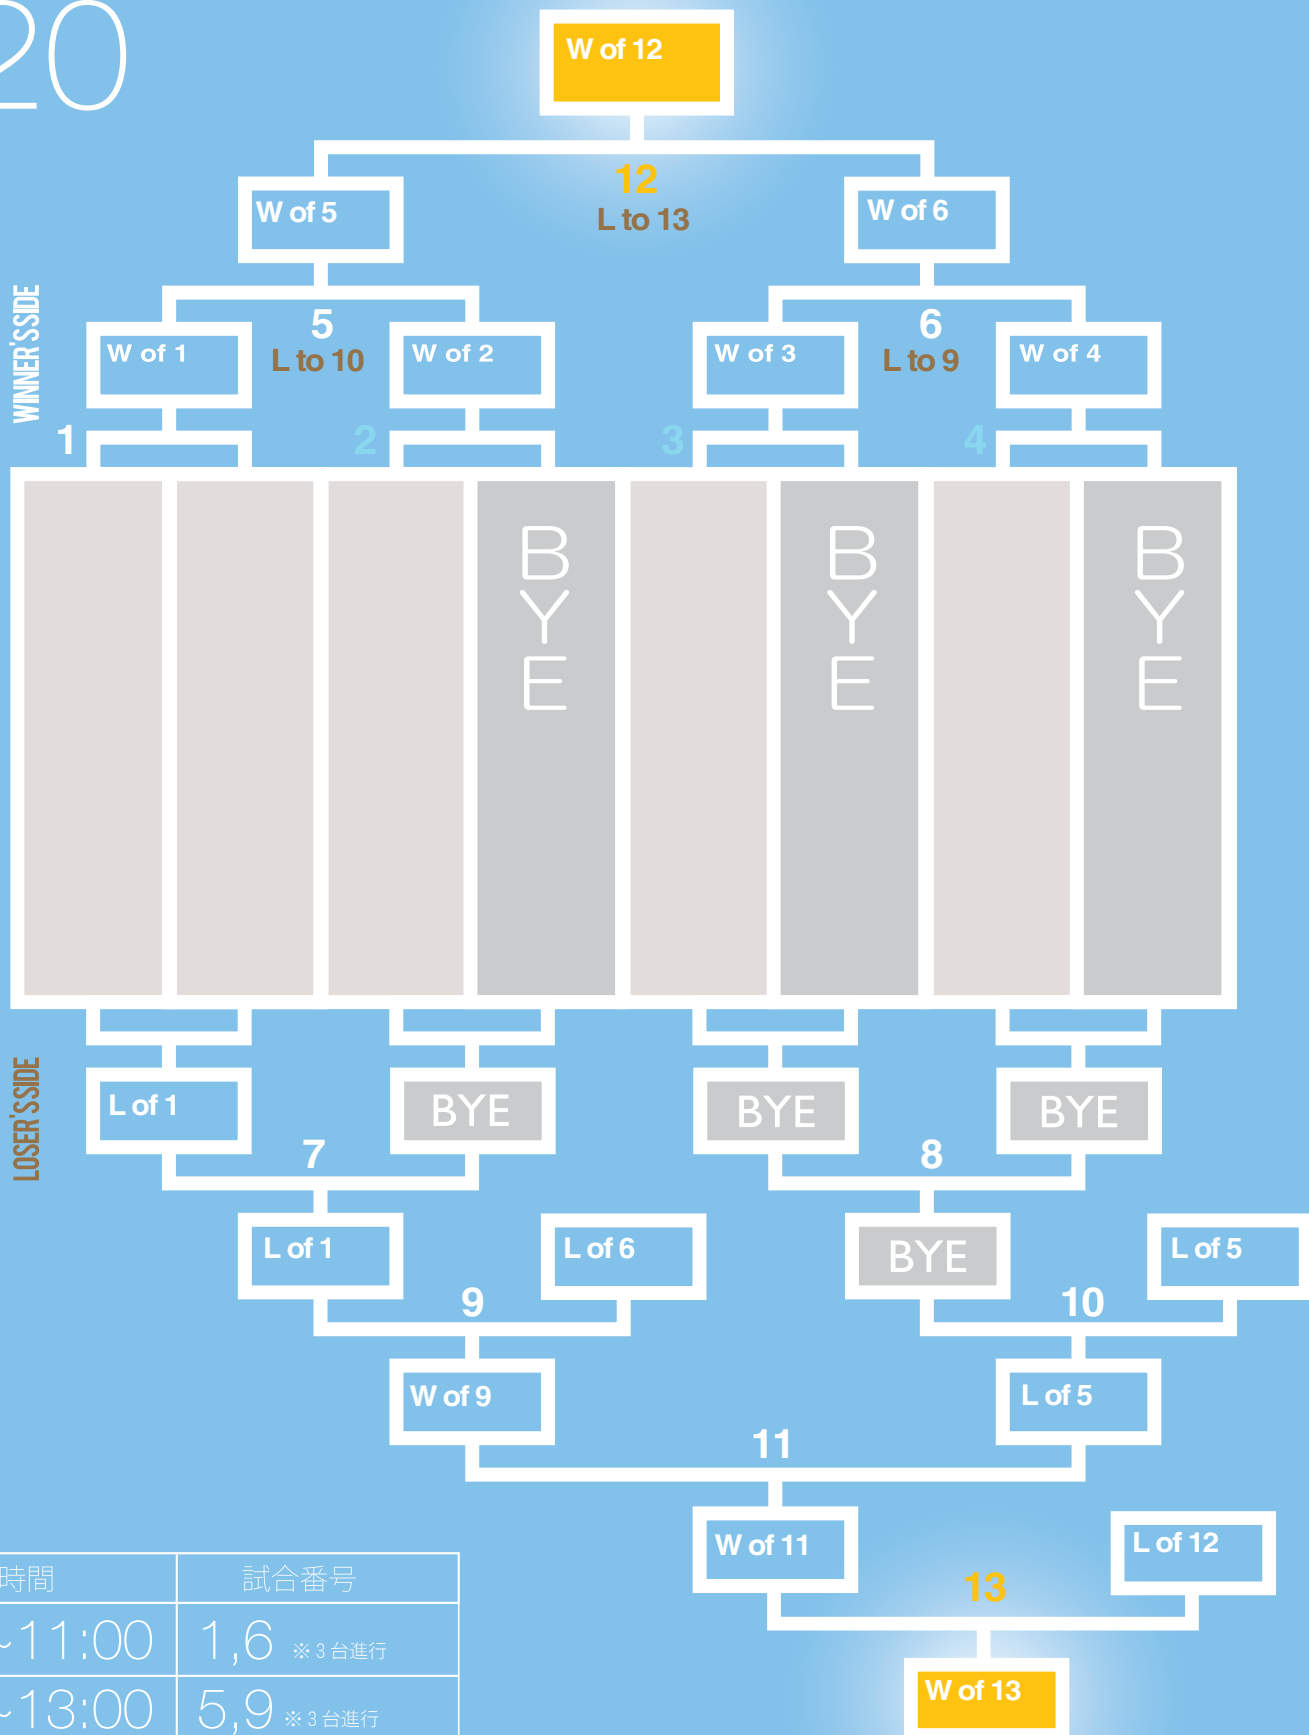 20
W of 12
12
L to 13
W of 5
W of 6
WINNER'S SIDE
5
L to 10
6
L to 9
W of 1
W of 2
W of 3
W of 4
1
2
3
4
BYE
BYE
BYE
LOSER'S SIDE
L of 1
BYE
BYE
BYE
7
8
L of 1
L of 6
BYE
L of 5
9
10
W of 9
L of 5
11
W of 11
L of 12
13
W of 13
時間 試合番号
~11:00 1,6 ※3台進行
~13:00 5,9 ※3台進行